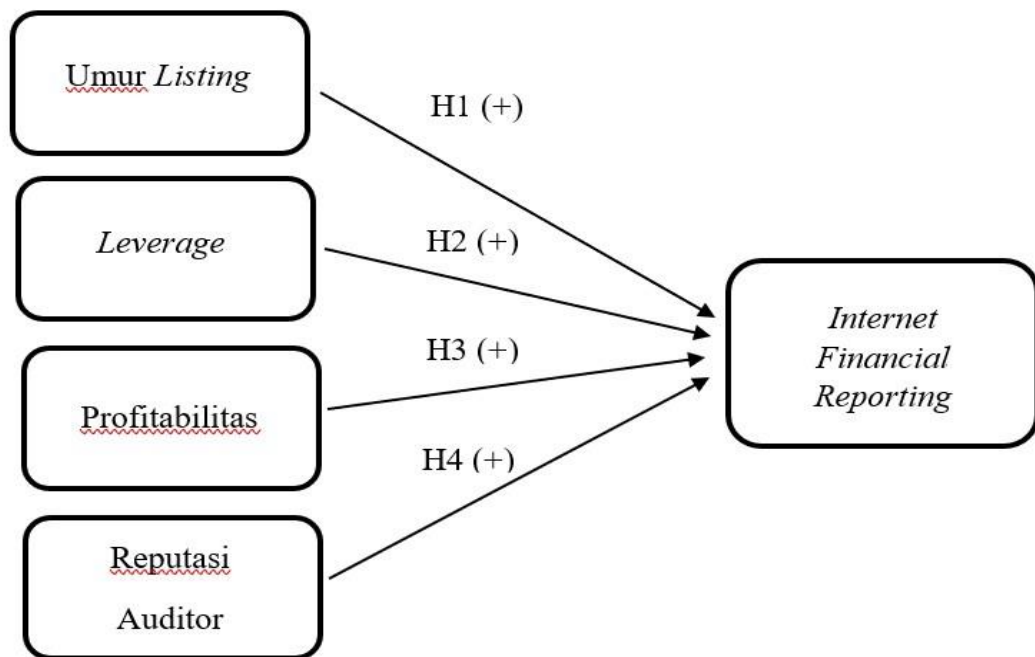 Umur Listing
H1 (+)
Leverage
H2 (+)
Internet
Financial
Reporting
H3 (+)
Profitabilitas
H4 (+)
Reputasi
Auditor